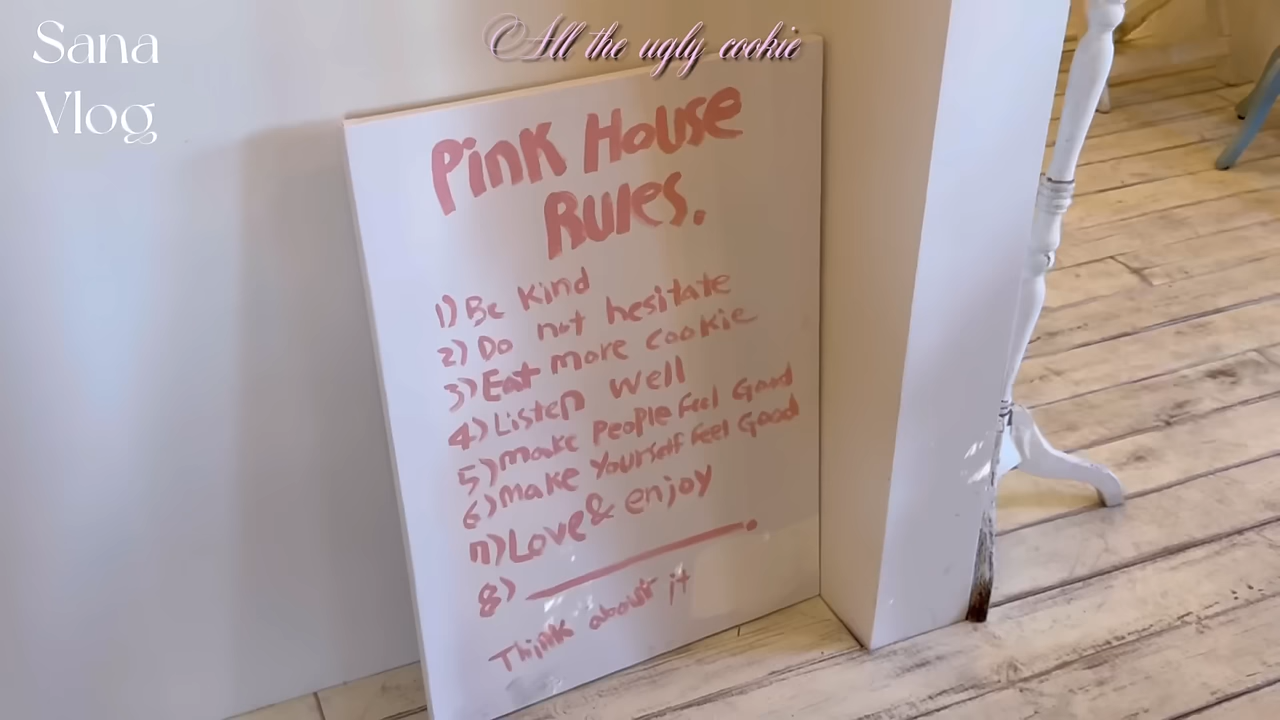 Sana
Vlog
All the ugly cookie
Pink House
Rules.
1) Be kind
2) Do not hesitate
3) Eat more cookie
4) Listen well
5) make people feel Good
6) make yourself feel Good
7) Love & enjoy
8) ________.
Think about it